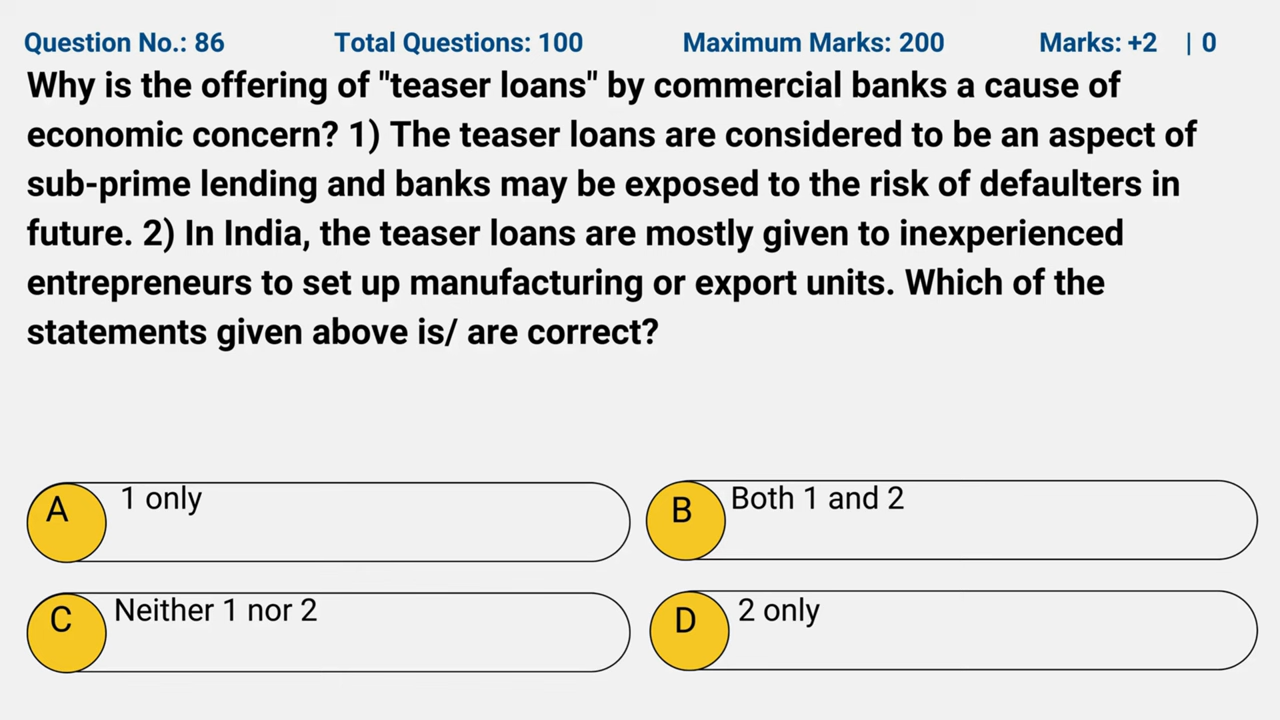 Question No.: 86 Total Questions: 100 Maximum Marks: 200 Marks: +2 | 0
Why is the offering of "teaser loans" by commercial banks a cause of
economic concern? 1) The teaser loans are considered to be an aspect of
sub-prime lending and banks may be exposed to the risk of defaulters in
future. 2) In India, the teaser loans are mostly given to inexperienced
entrepreneurs to set up manufacturing or export units. Which of the
statements given above is/ are correct?
A 1 only
B Both 1 and 2
C Neither 1 nor 2
D 2 only